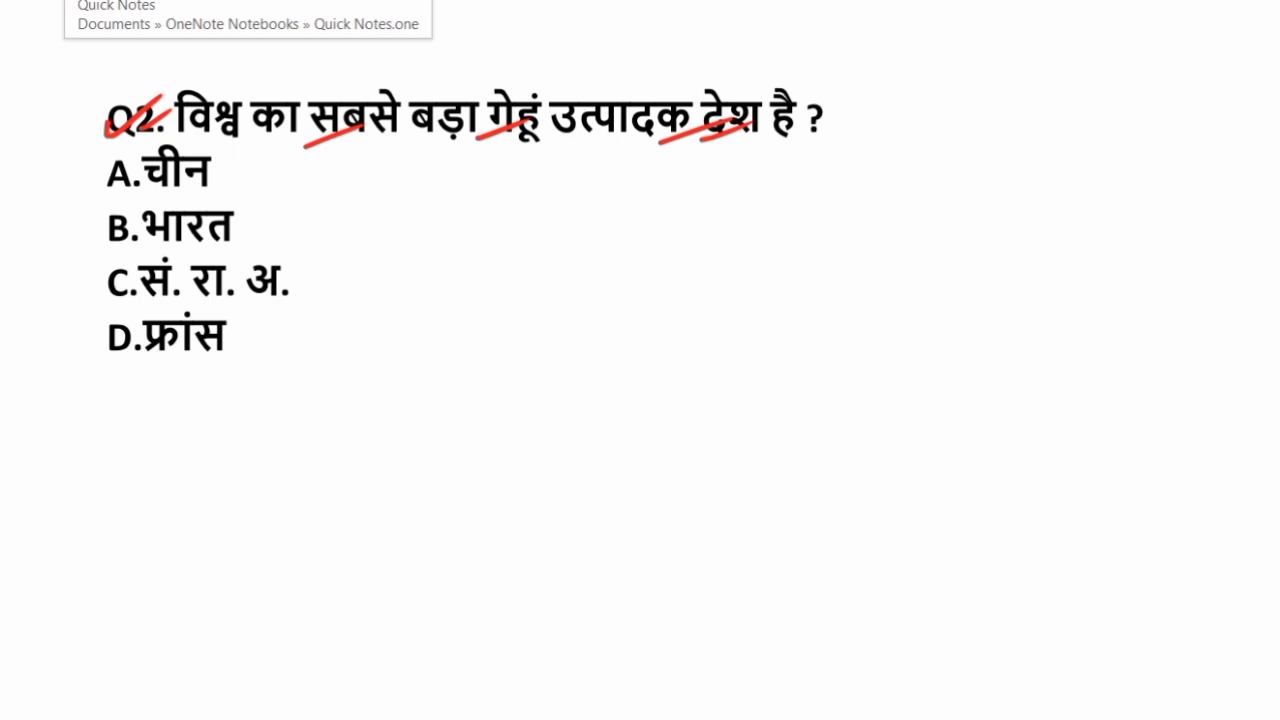 Quick Notes
Documents » OneNote Notebooks » Quick Notes.one
Q2. विश्व का सबसे बड़ा गेहूं उत्पादक देश है ?
A.चीन
B.भारत
C.सं. रा. अ.
D.फ्रांस